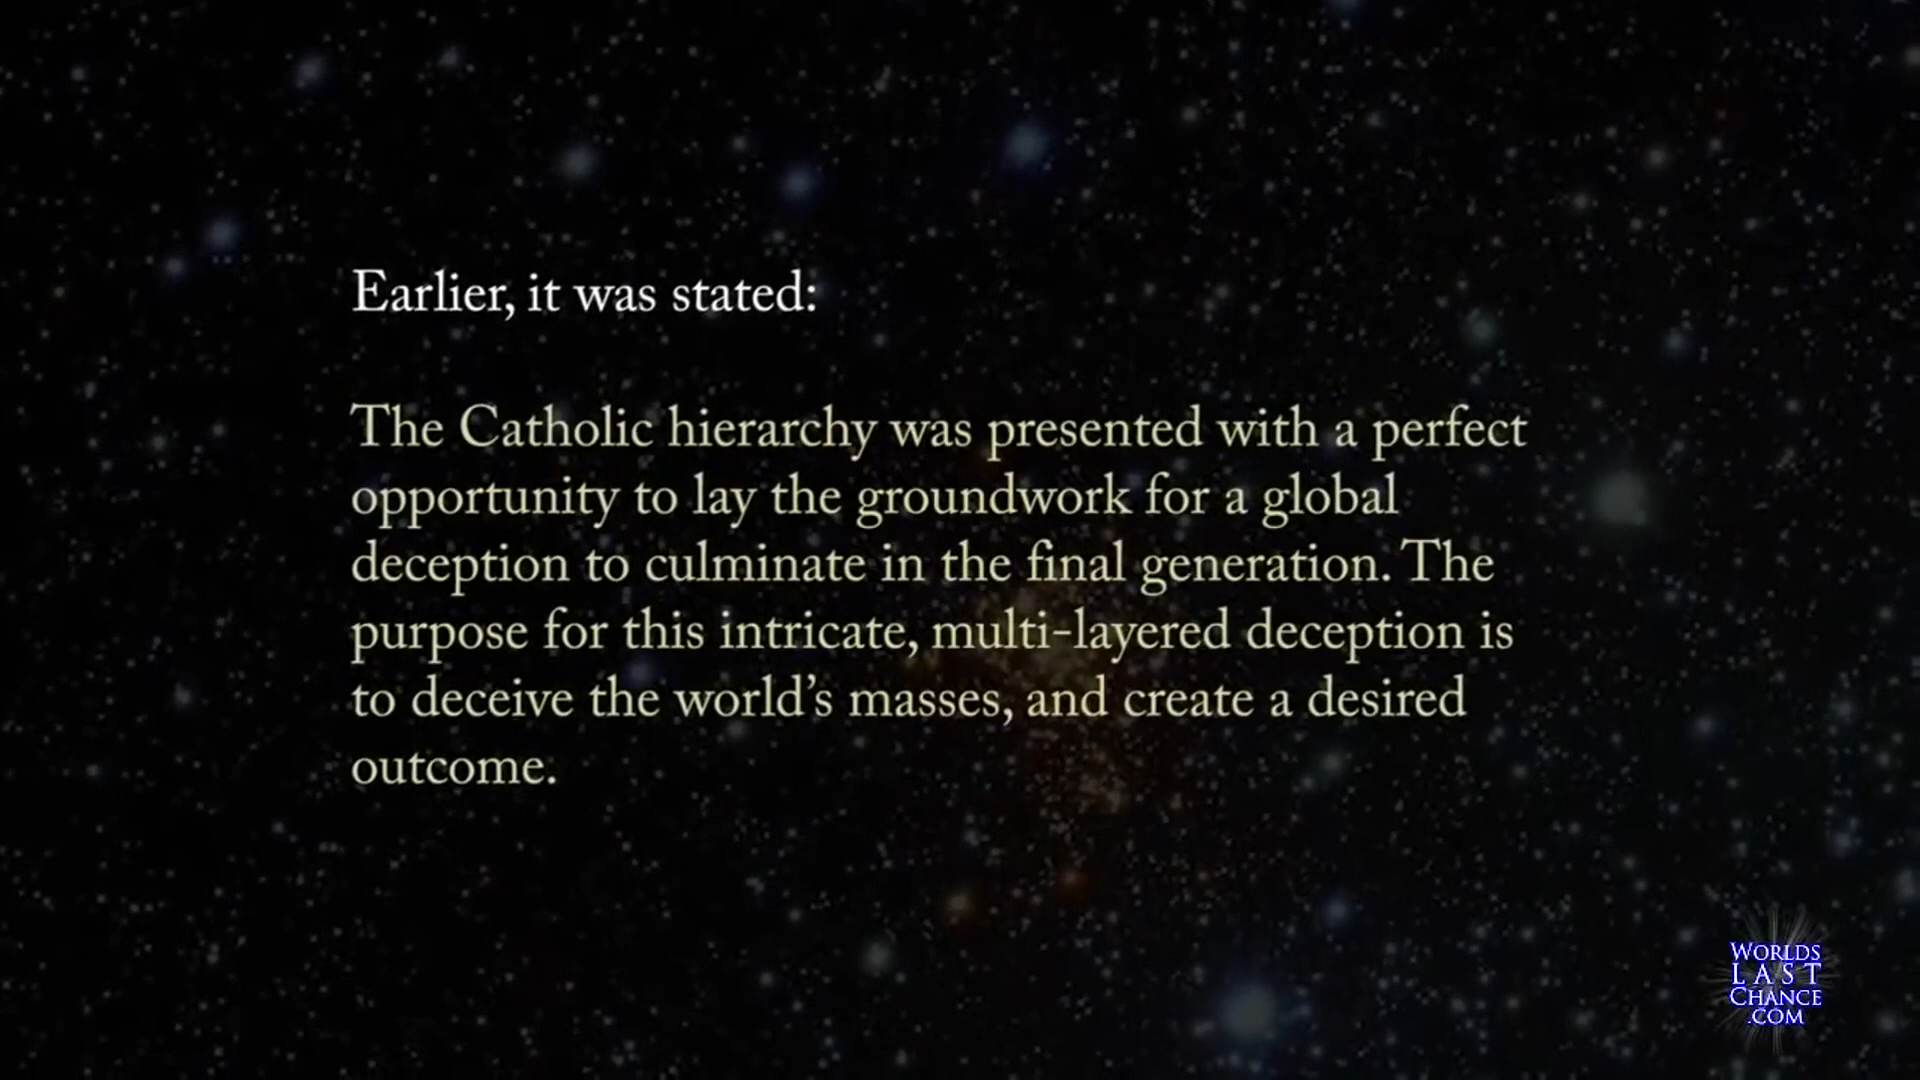 Earlier, it was stated:
The Catholic hierarchy was presented with a perfect
opportunity to lay the groundwork for a global
deception to culminate in the final generation. The
purpose for this intricate, multi-layered deception is
to deceive the world’s masses, and create a desired
outcome.
WORLDS
LAST
CHANCE
.COM